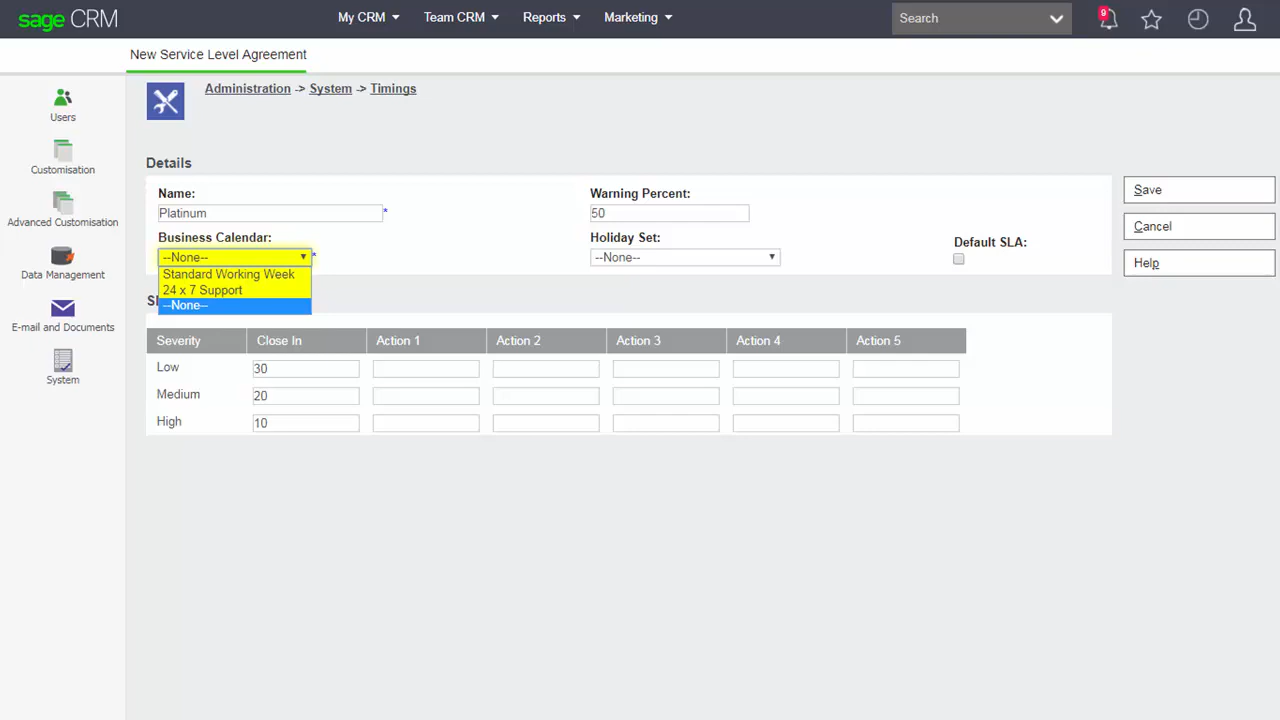 sage CRM
My CRM
Team CRM
Reports
Marketing
Search
9
New Service Level Agreement
Administration -> System -> Timings
Users
Customisation
Advanced Customisation
Data Management
E-mail and Documents
System
Details
Name:
Platinum
*
Warning Percent:
50
Business Calendar:
--None--
*
Standard Working Week
24 x 7 Support
--None--
Holiday Set:
--None--
Default SLA:
Save
Cancel
Help
Severity Close In Action 1 Action 2 Action 3 Action 4 Action 5
Low 30
Medium 20
High 10